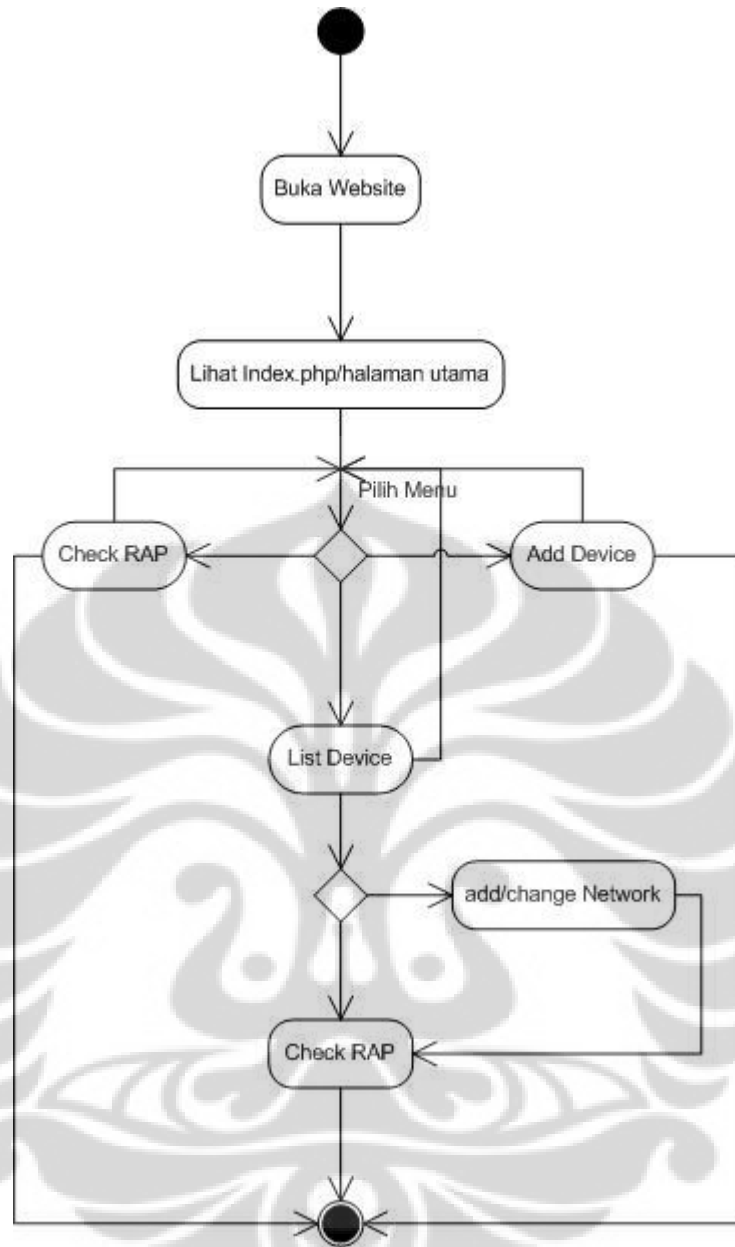 Buka Website
Lihat Index.php/halaman utama
Pilih Menu
Check RAP
Add Device
List Device
add/change Network
Check RAP